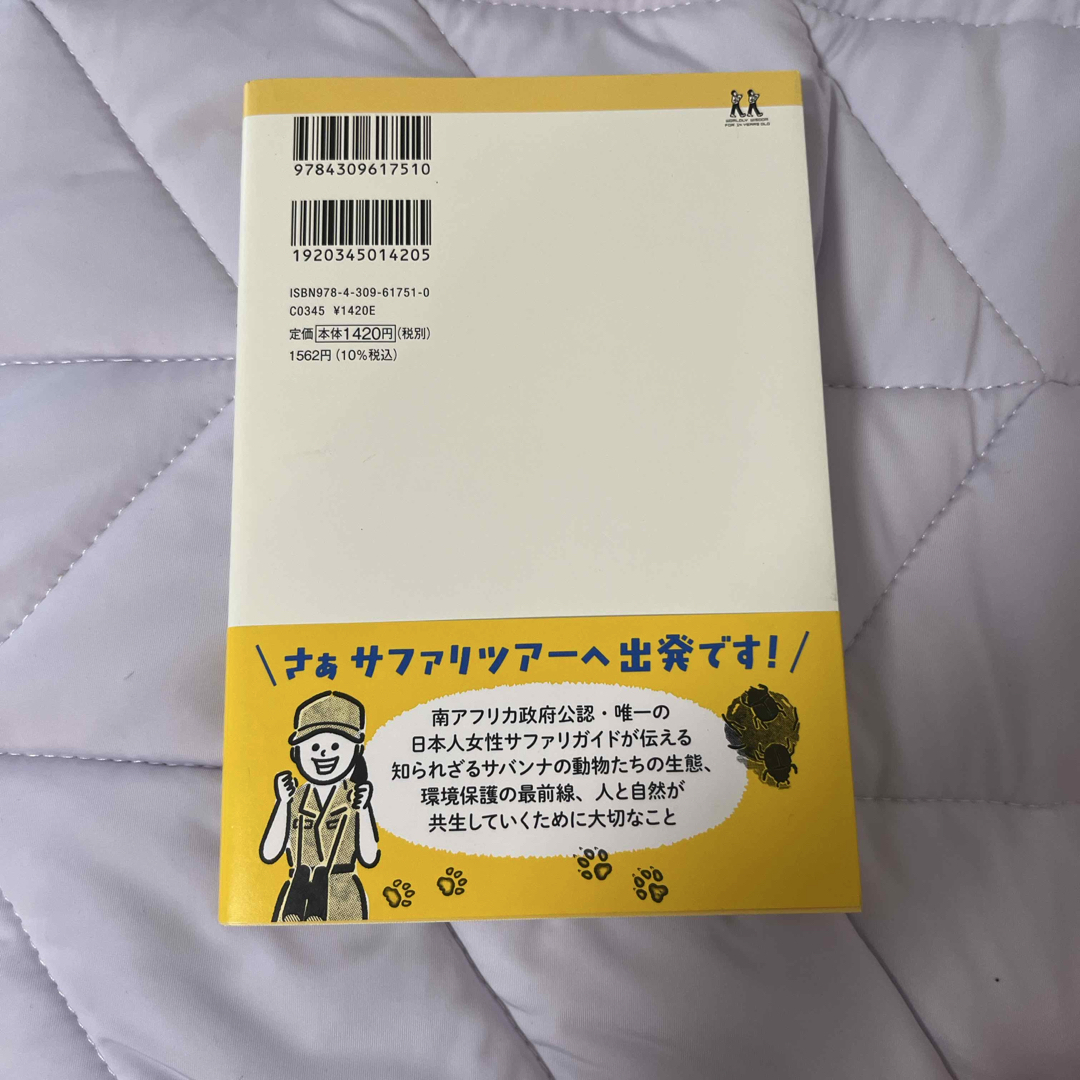 WORLDLY WISDOM
FOR 14 YEARS OLD
9784309617510
1920345014205
ISBN978-4-309-61751-0
C0345 ¥1420E
定価 本体1420円(税別)
1562円(10%税込)
さぁ サファリツアーへ 出発です!
南アフリカ政府公認・唯一の
日本人女性サファリガイドが伝える
知られざるサバンナの動物たちの生態、
環境保護の最前線、人と自然が
共生していくために大切なこと